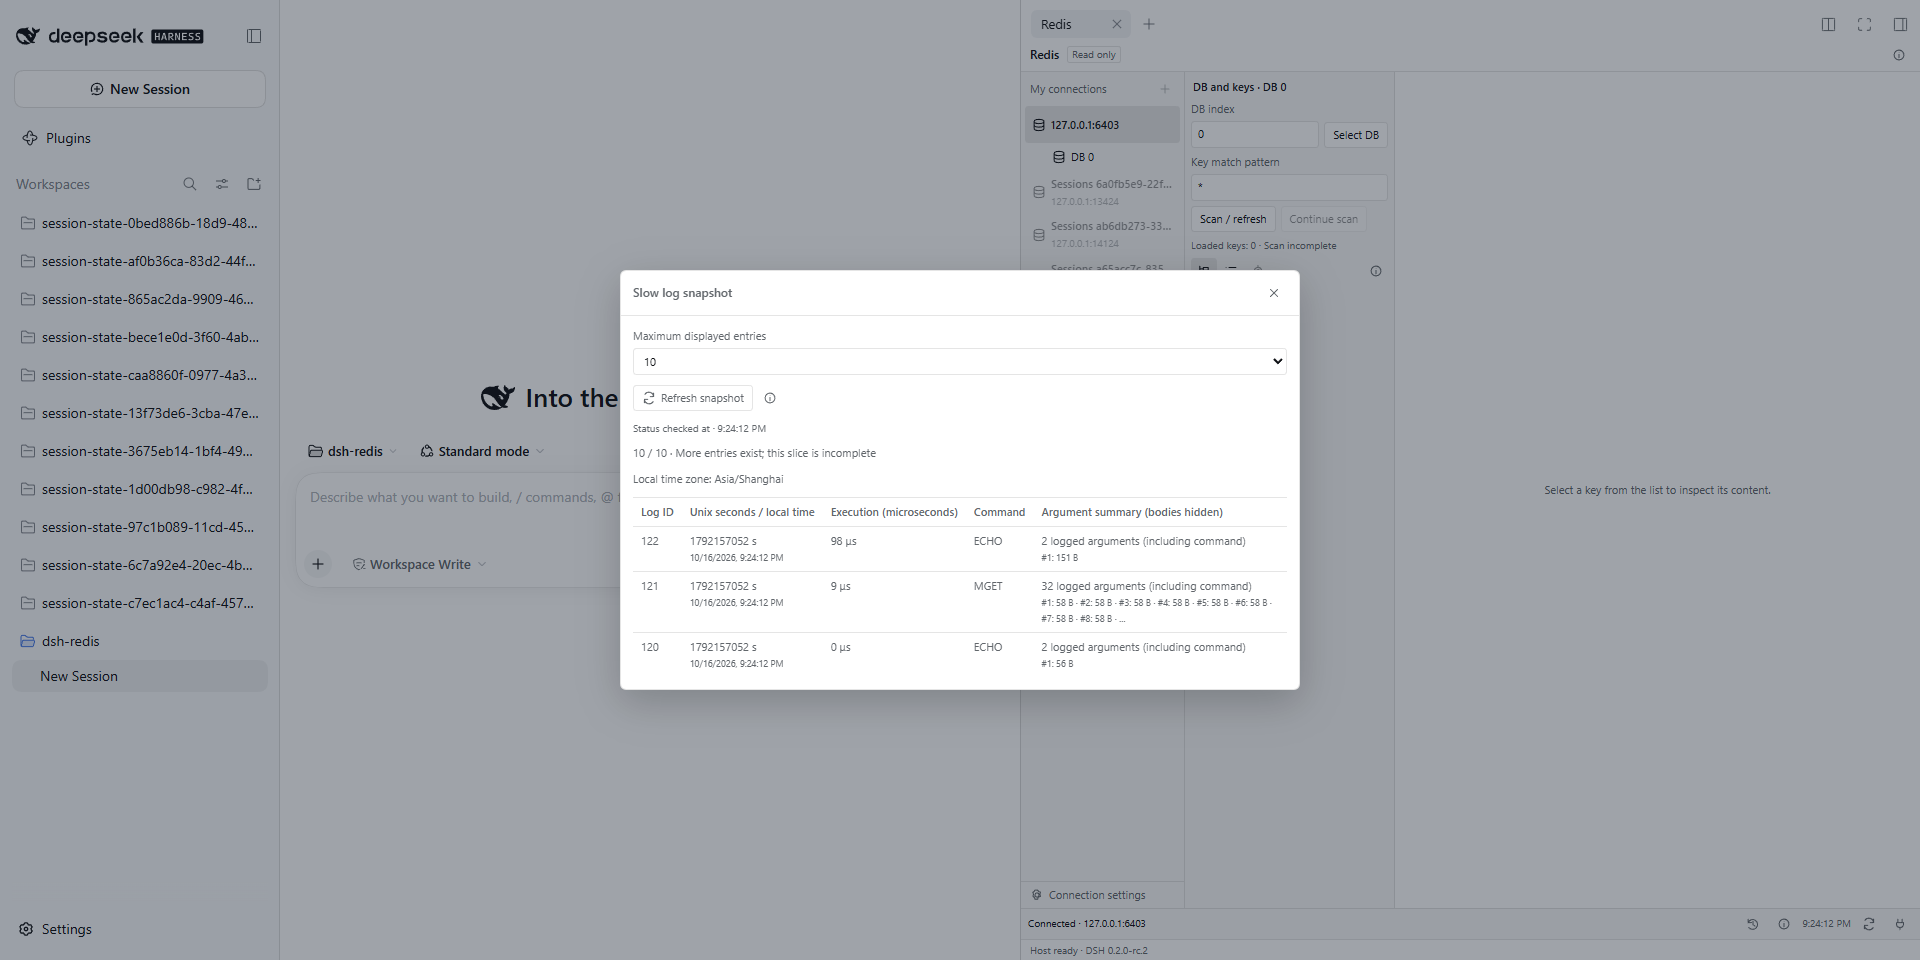 deepseek HARNESS
New Session
Plugins
Workspaces
session-state-0bed886b-18d9-48...
session-state-af0b36ca-83d2-44f...
session-state-865ac2da-9909-46...
session-state-bece1e0d-3f60-4ab...
session-state-caa8860f-0977-4a3...
session-state-13f73de6-3cba-47e...
session-state-3675eb14-1bf4-49...
session-state-1d00db98-c982-4f...
session-state-97c1b089-11cd-45...
session-state-6c7a92e4-20ec-4b...
session-state-c7ec1ac4-c4af-457...
dsh-redis
New Session
Settings
Into the
dsh-redis
Standard mode
Describe what you want to build, / commands, @
Workspace Write
Redis
Redis Read only
My connections
127.0.0.1:6403
DB 0
Sessions 6a0fb5e9-22f...
127.0.0.1:13424
Sessions ab6db273-33...
127.0.0.1:14124
Connection settings
DB and keys · DB 0
DB index
0
Select DB
Key match pattern
*
Scan / refresh
Continue scan
Loaded keys: 0 · Scan incomplete
Select a key from the list to inspect its content.
Slow log snapshot
Maximum displayed entries
10
Refresh snapshot
Status checked at · 9:24:12 PM
10 / 10 · More entries exist; this slice is incomplete
Local time zone: Asia/Shanghai
Log ID Unix seconds / local time Execution (microseconds) Command Argument summary (bodies hidden)
122 1792157052 s 98 µs ECHO 2 logged arguments (including command)
10/16/2026, 9:24:12 PM #1: 151 B
121 1792157052 s 9 µs MGET 32 logged arguments (including command)
10/16/2026, 9:24:12 PM #1: 58 B · #2: 58 B · #3: 58 B · #4: 58 B · #5: 58 B · #6: 58 B ·
#7: 58 B · #8: 58 B · ...
120 1792157052 s 0 µs ECHO 2 logged arguments (including command)
10/16/2026, 9:24:12 PM #1: 56 B
Connected · 127.0.0.1:6403
9:24:12 PM
Host ready · DSH 0.2.0-rc.2